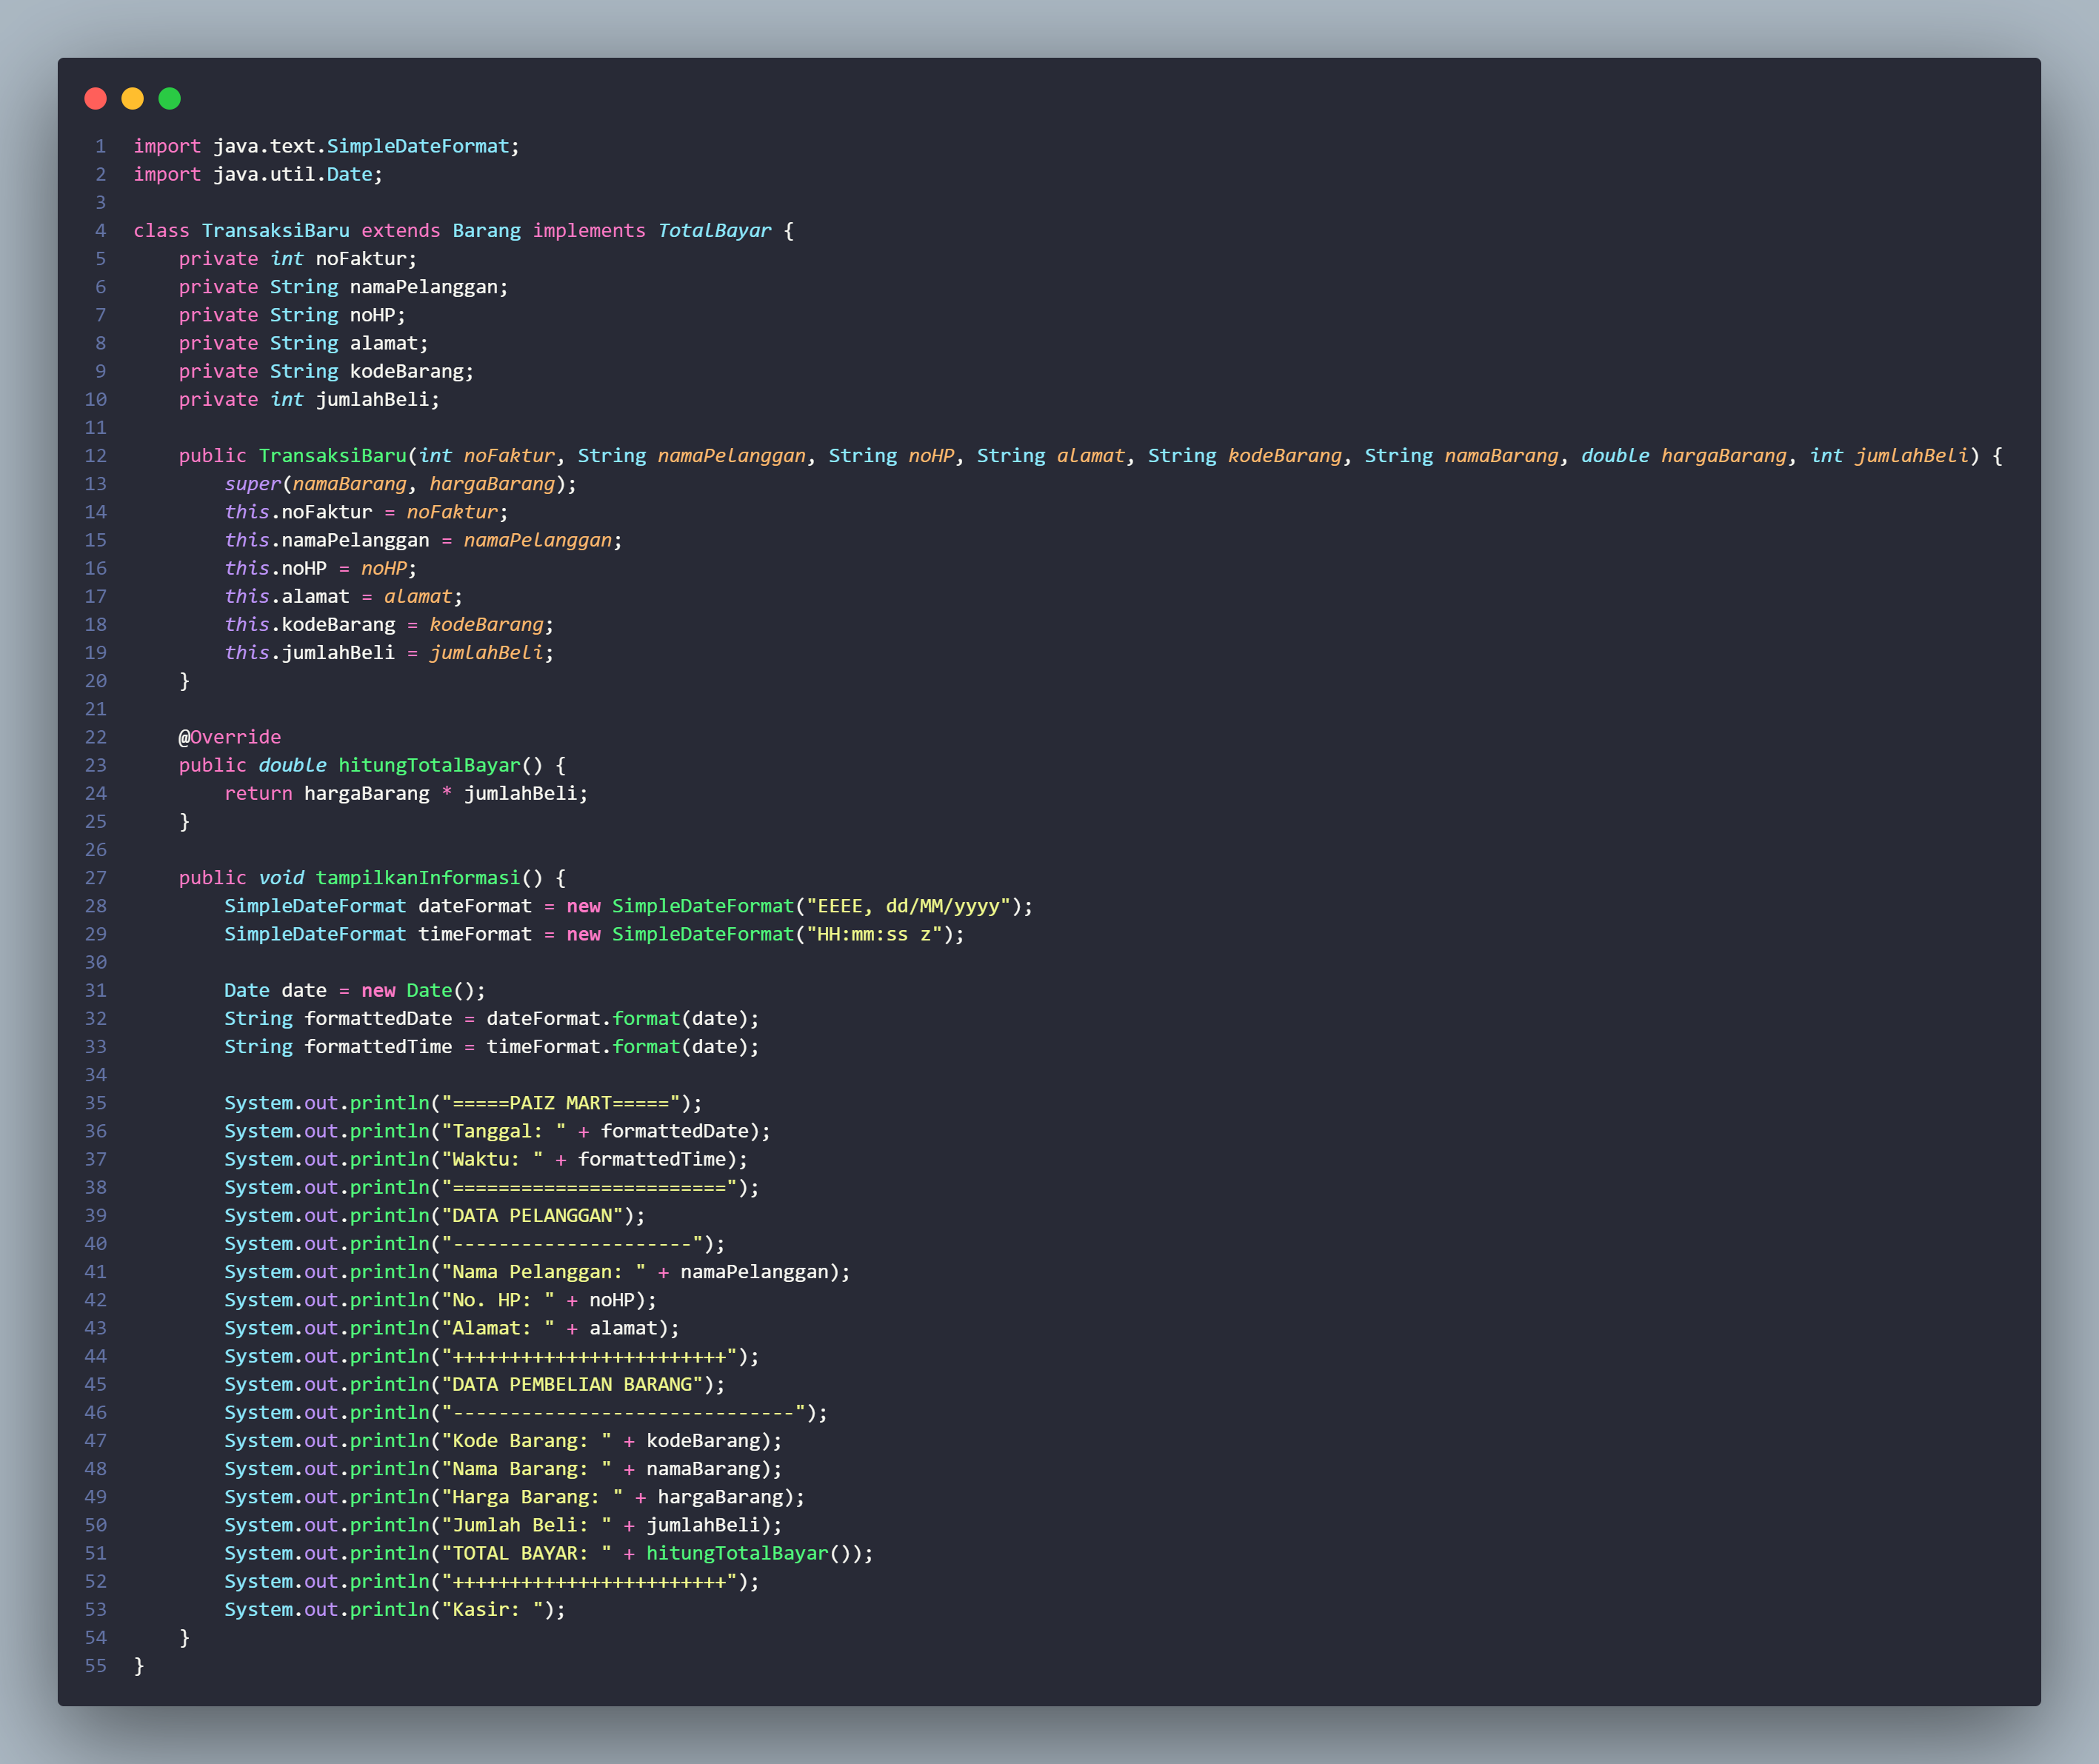 1 import java.text.SimpleDateFormat;
2 import java.util.Date;
3
4 class TransaksiBaru extends Barang implements TotalBayar {
5     private int noFaktur;
6     private String namaPelanggan;
7     private String noHP;
8     private String alamat;
9     private String kodeBarang;
10     private int jumlahBeli;
11
12     public TransaksiBaru(int noFaktur, String namaPelanggan, String noHP, String alamat, String kodeBarang, String namaBarang, double hargaBarang, int jumlahBeli) {
13         super(namaBarang, hargaBarang);
14         this.noFaktur = noFaktur;
15         this.namaPelanggan = namaPelanggan;
16         this.noHP = noHP;
17         this.alamat = alamat;
18         this.kodeBarang = kodeBarang;
19         this.jumlahBeli = jumlahBeli;
20     }
21
22     @Override
23     public double hitungTotalBayar() {
24         return hargaBarang * jumlahBeli;
25     }
26
27     public void tampilkanInformasi() {
28         SimpleDateFormat dateFormat = new SimpleDateFormat("EEEE, dd/MM/yyyy");
29         SimpleDateFormat timeFormat = new SimpleDateFormat("HH:mm:ss z");
30
31         Date date = new Date();
32         String formattedDate = dateFormat.format(date);
33         String formattedTime = timeFormat.format(date);
34
35         System.out.println("=====PAIZ MART=====");
36         System.out.println("Tanggal: " + formattedDate);
37         System.out.println("Waktu: " + formattedTime);
38         System.out.println("========================");
39         System.out.println("DATA PELANGGAN");
40         System.out.println("---------------------");
41         System.out.println("Nama Pelanggan: " + namaPelanggan);
42         System.out.println("No. HP: " + noHP);
43         System.out.println("Alamat: " + alamat);
44         System.out.println("++++++++++++++++++++++++");
45         System.out.println("DATA PEMBELIAN BARANG");
46         System.out.println("------------------------------");
47         System.out.println("Kode Barang: " + kodeBarang);
48         System.out.println("Nama Barang: " + namaBarang);
49         System.out.println("Harga Barang: " + hargaBarang);
50         System.out.println("Jumlah Beli: " + jumlahBeli);
51         System.out.println("TOTAL BAYAR: " + hitungTotalBayar());
52         System.out.println("++++++++++++++++++++++++");
53         System.out.println("Kasir: ");
54     }
55 }